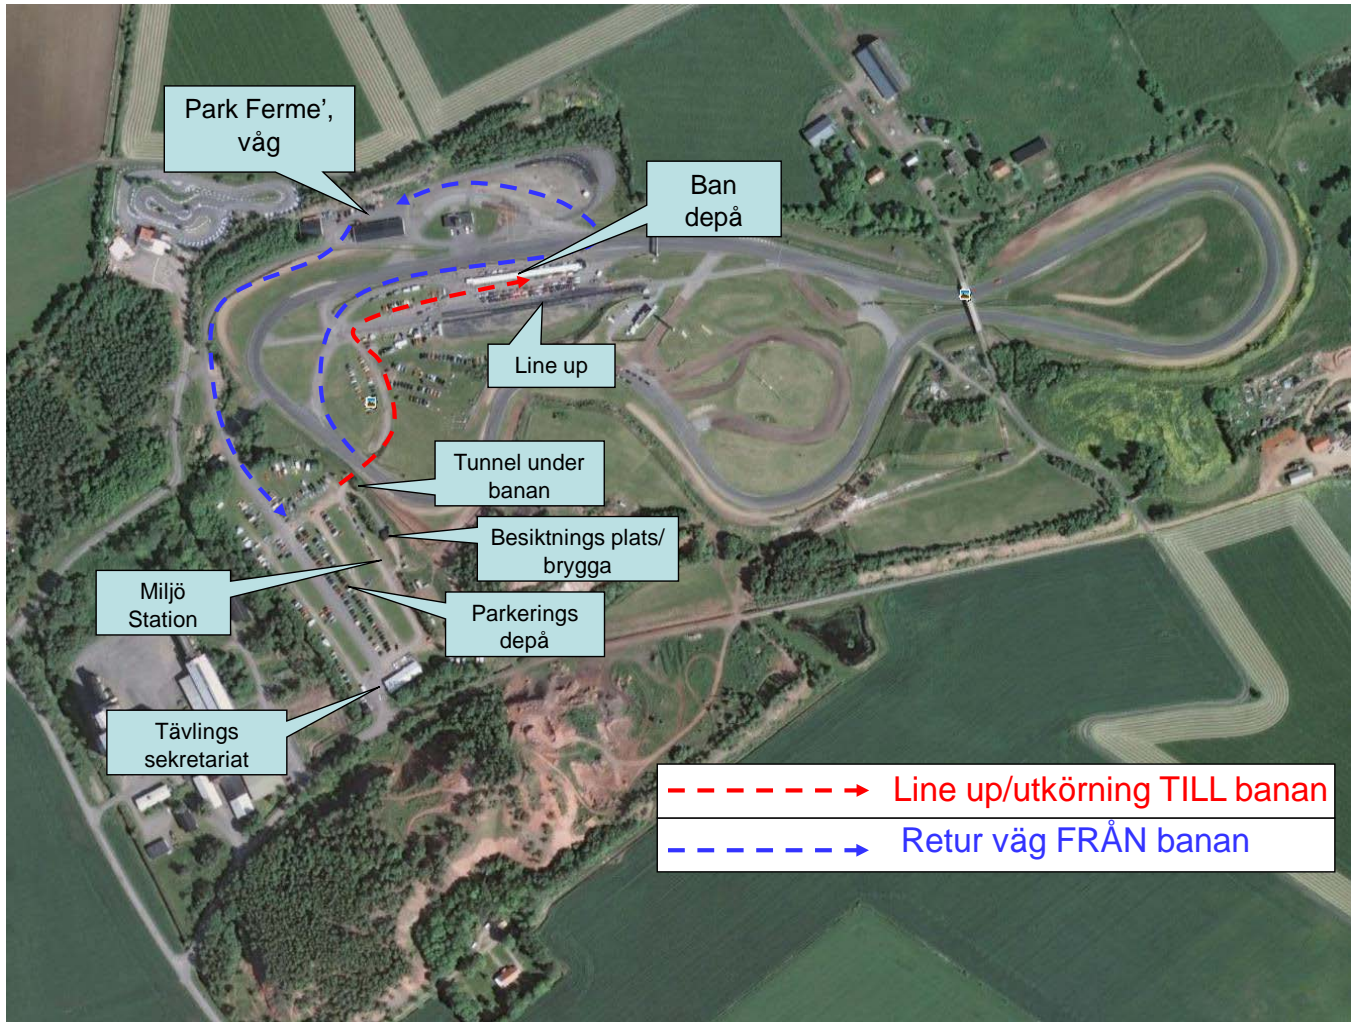 Park Ferme’,
våg
Ban
depå
Line up
Tunnel under
banan
Besiktnings plats/
brygga
Miljö
Station
Parkerings
depå
Tävlings
sekretariat
Line up/utkörning TILL banan
Retur väg FRÅN banan